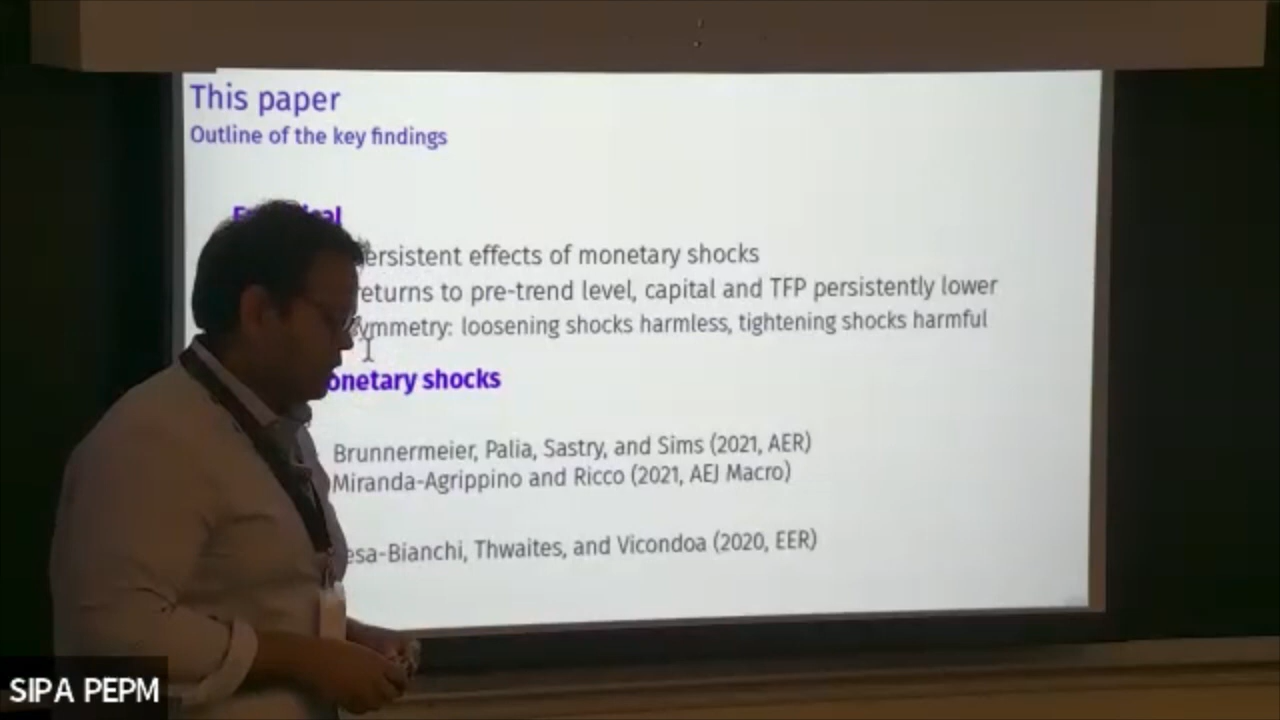 This paper
Outline of the key findings
persistent effects of monetary shocks
returns to pre-trend level, capital and TFP persistently lower
symmetry: loosening shocks harmless, tightening shocks harmful
monetary shocks
Brunnermeier, Palia, Sastry, and Sims (2021, AER)
Miranda-Agrippino and Ricco (2021, AEJ Macro)
esa-Bianchi, Thwaites, and Vicondoa (2020, EER)
SIPA PEPM